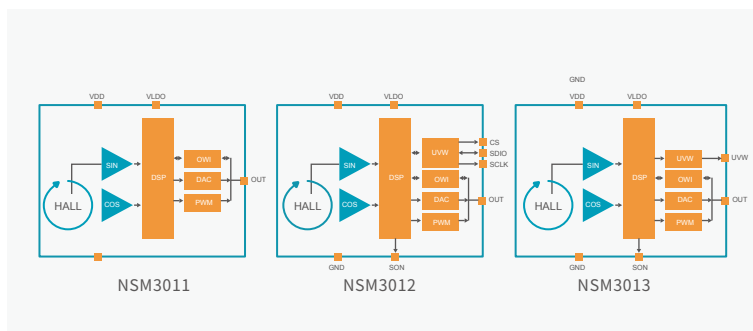 VDD
VLDO
SIN
COS
HALL
DSP
OWI
DAC
PWM
OUT
NSM3011
VDD
VLDO
SIN
COS
HALL
DSP
UVW
OWI
DAC
PWM
CS
SDIO
SCLK
OUT
GND
SON
NSM3012
GND
VDD
VLDO
SIN
COS
HALL
DSP
UVW
OWI
DAC
PWM
UVW
OUT
GND
SON
NSM3013